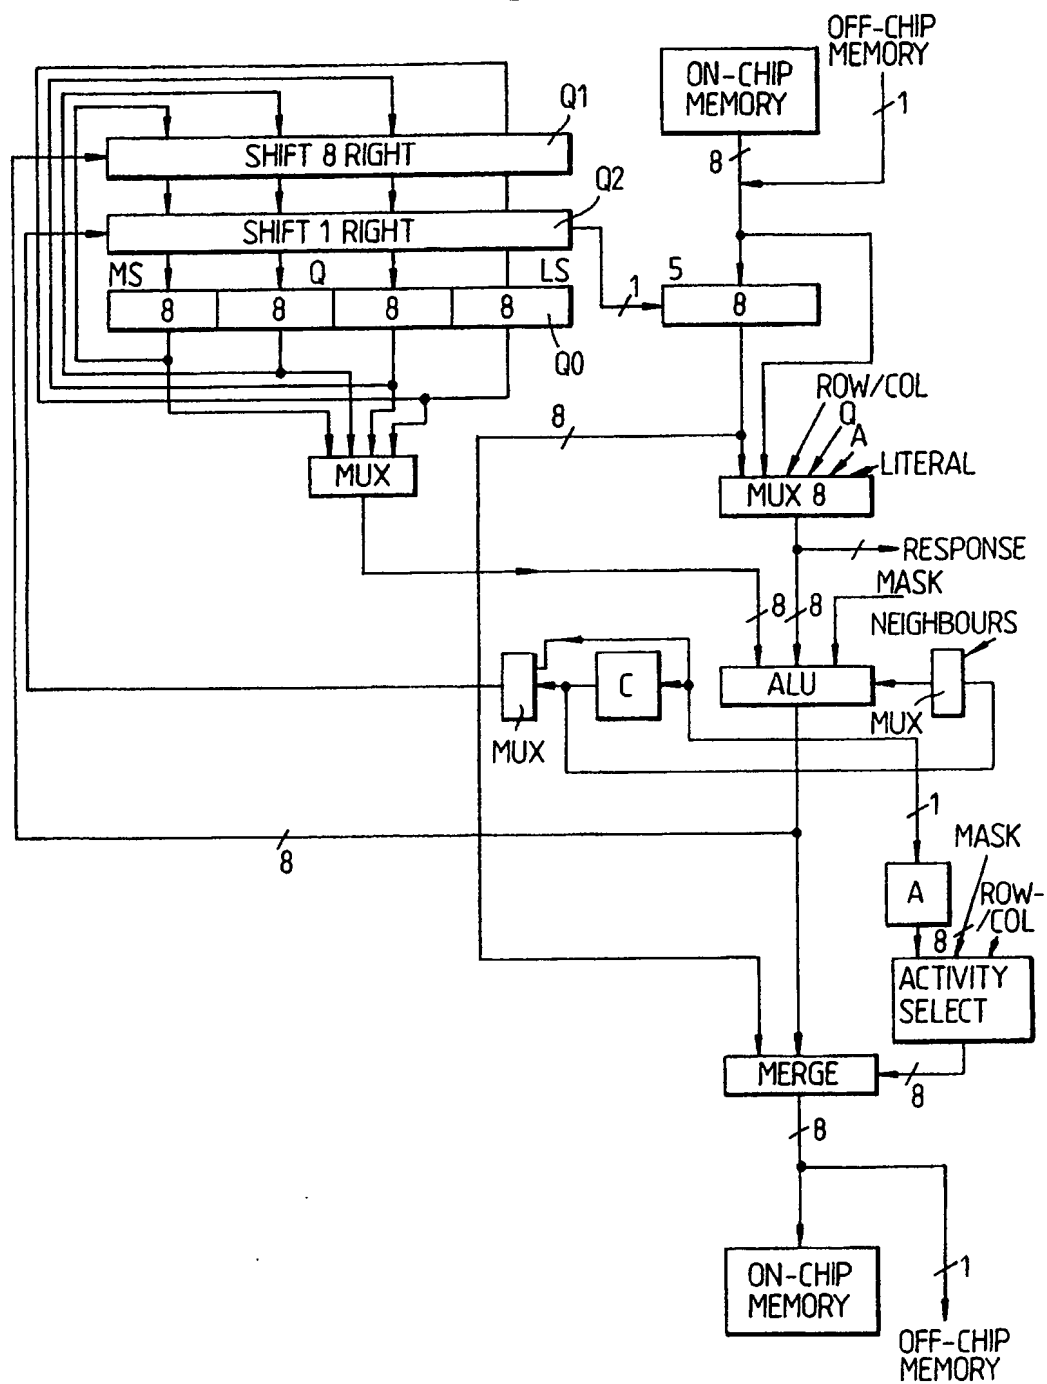 OFF-CHIP
MEMORY
ON-CHIP
MEMORY
1
8
Q1
SHIFT 8 RIGHT
Q2
SHIFT 1 RIGHT
MS
Q
LS
8
8
8
8
Q0
1
5
8
ROW/COL
Q
A
LITERAL
8
MUX
MUX 8
RESPONSE
MASK
8
8
NEIGHBOURS
C
ALU
MUX
MUX
1
8
MASK
A
ROW-
/COL
8
ACTIVITY
SELECT
MERGE
8
8
ON-CHIP
MEMORY
1
OFF-CHIP
MEMORY